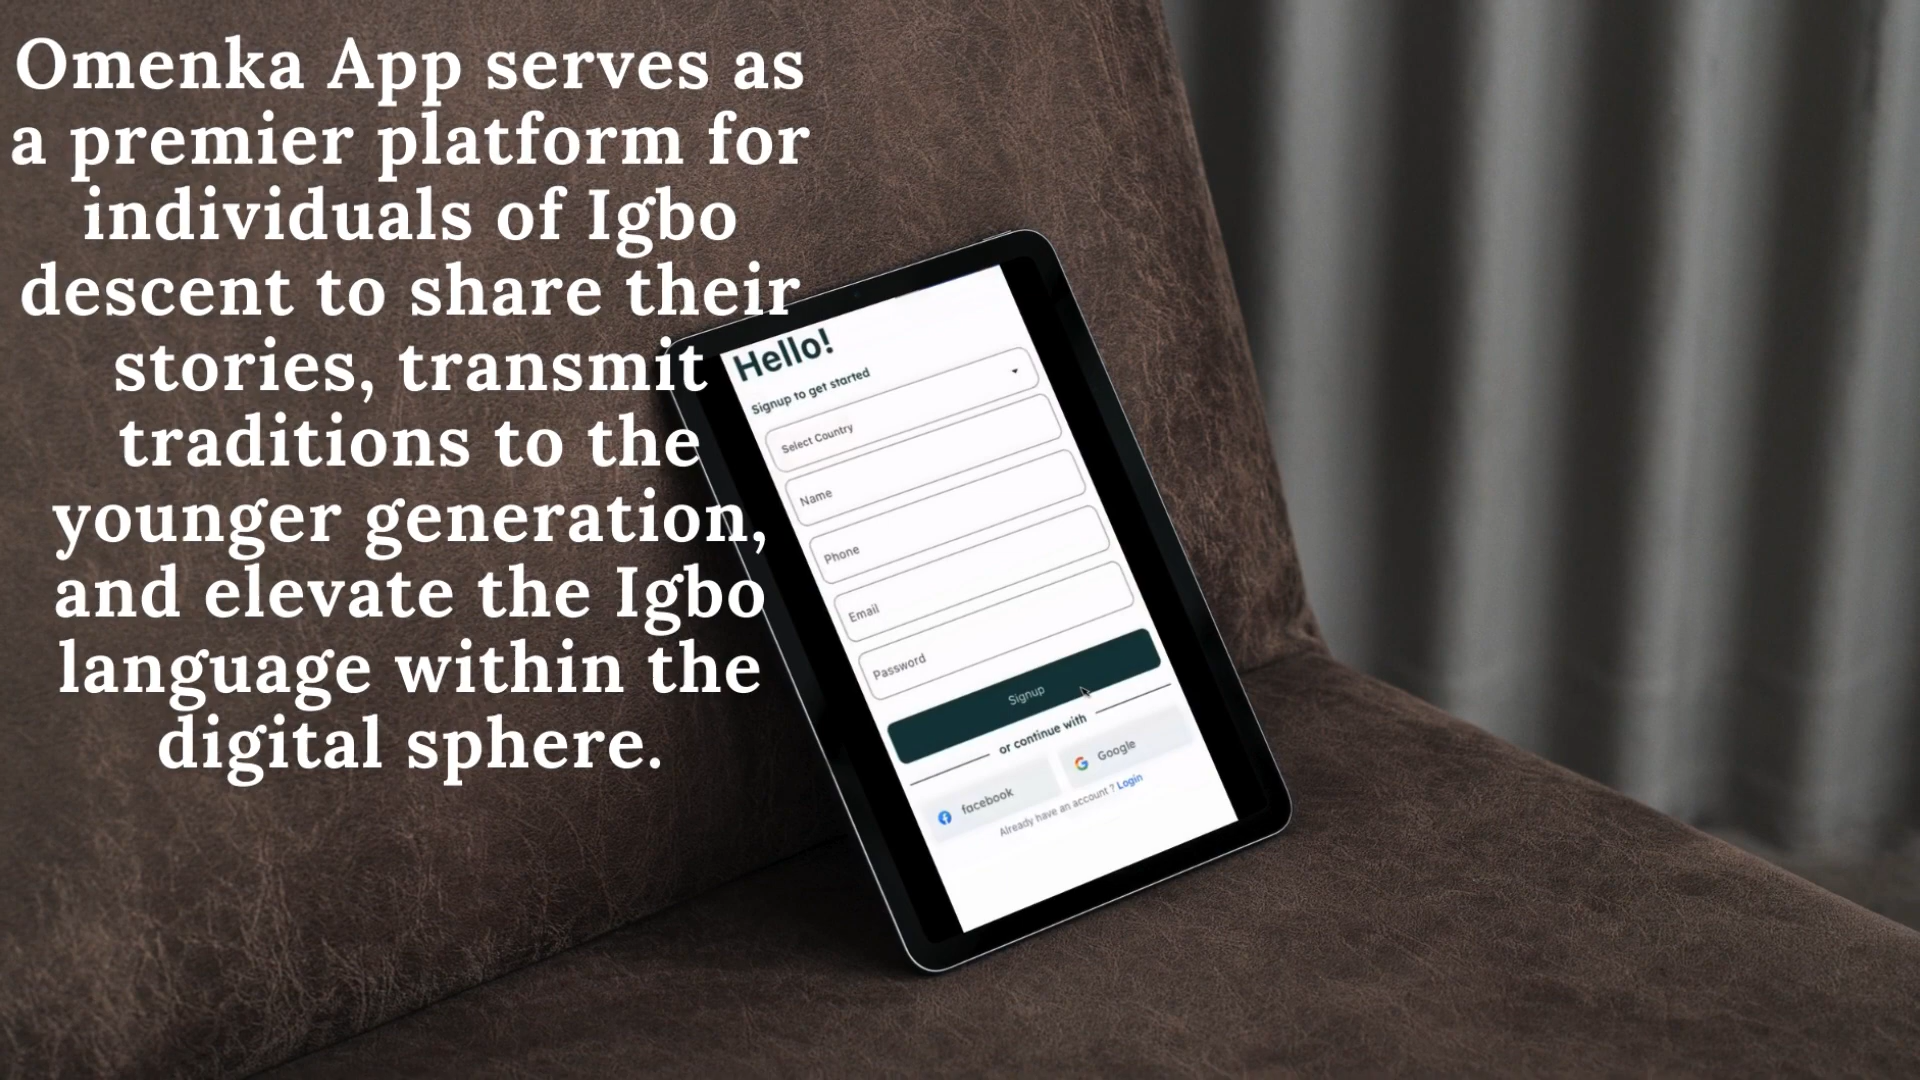 Omenka App serves as
a premier platform for
individuals of Igbo
descent to share their
stories, transmit
traditions to the
younger generation,
and elevate the Igbo
language within the
digital sphere.
Hello!
Signup to get started
Select Country
Name
Phone
Email
Password
Signup
or continue with
facebook
Google
Already have an account ? Login